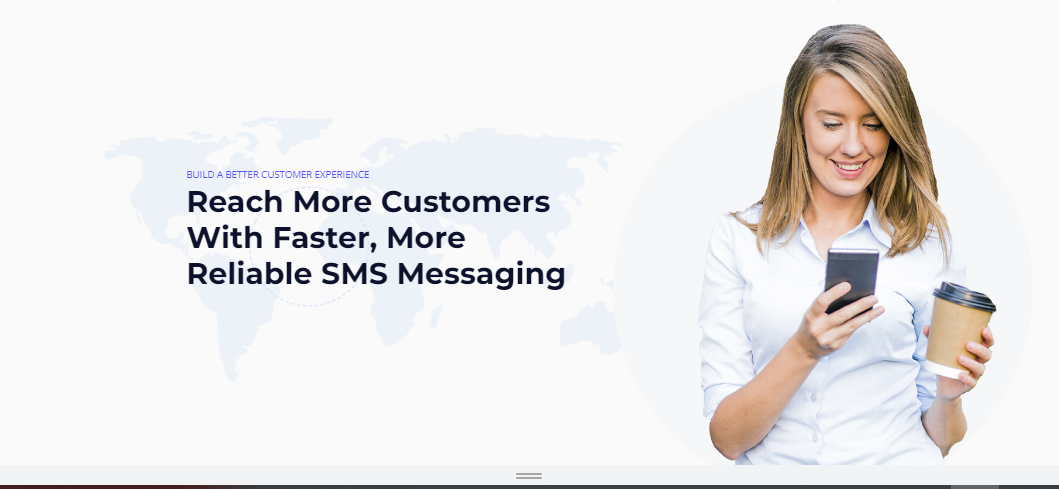 BUILD A BETTER CUSTOMER EXPERIENCE
Reach More Customers
With Faster, More
Reliable SMS Messaging